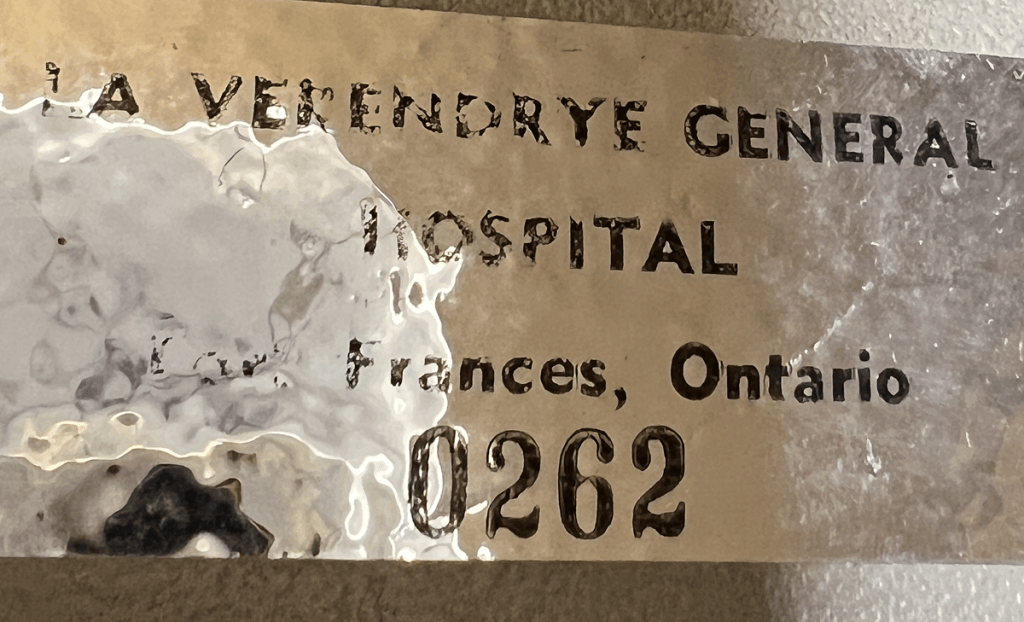 LA VERENDRYE GENERAL
HOSPITAL
Frances, Ontario
0262